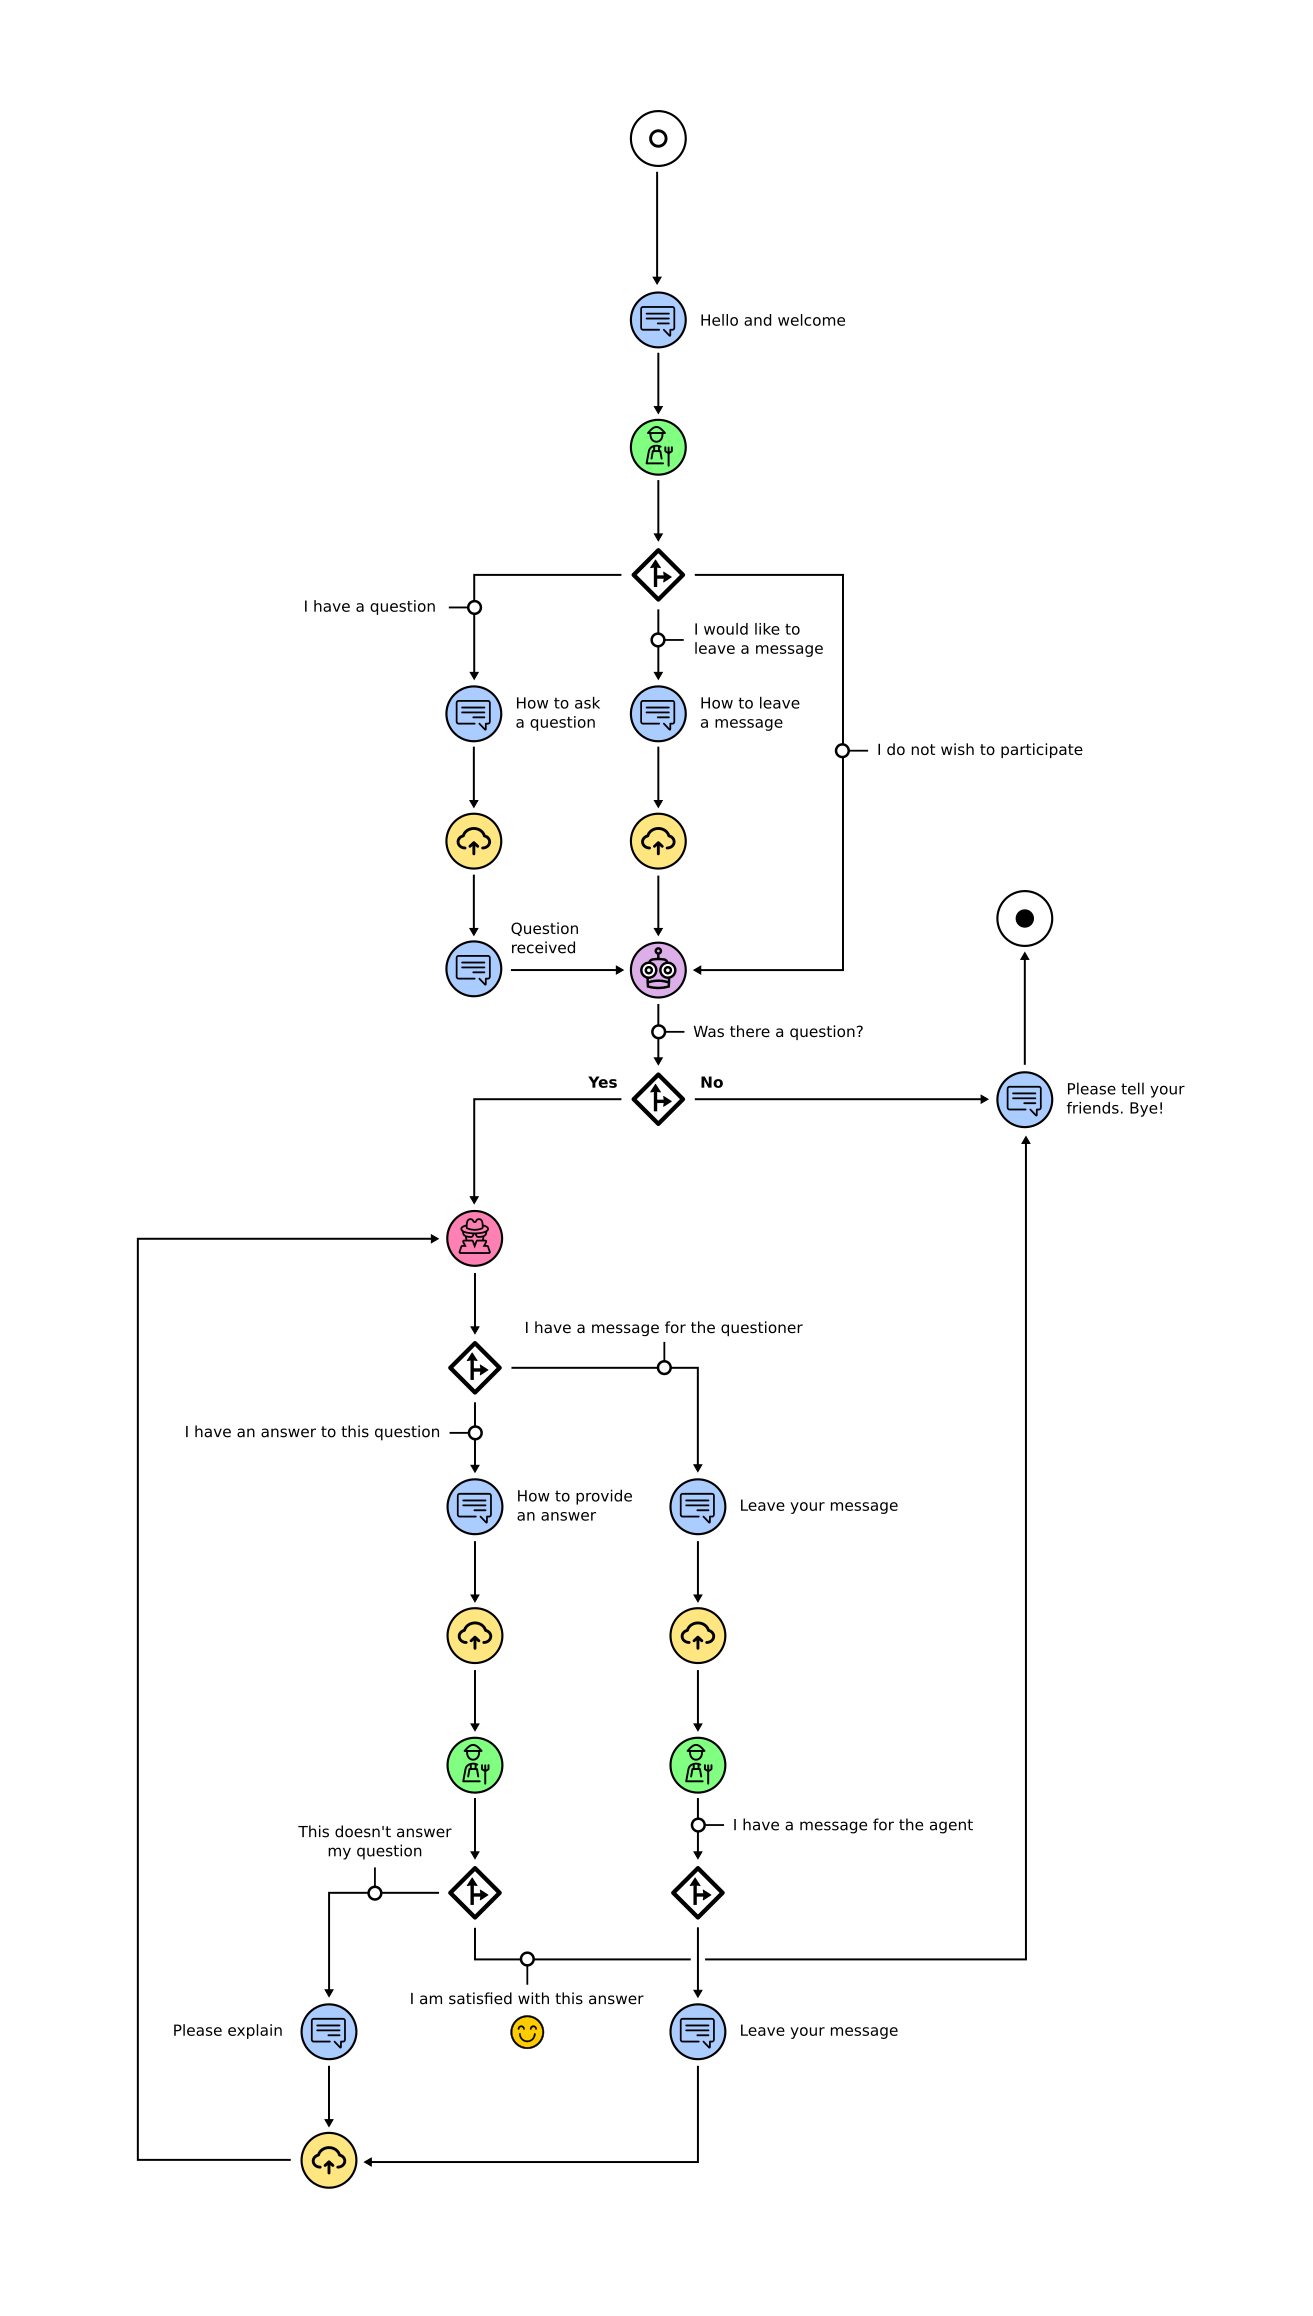 Hello and welcome
I have a question
I would like to
leave a message
How to ask
a question
How to leave
a message
I do not wish to participate
Question
received
Was there a question?
Yes
No
Please tell your
friends. Bye!
I have a message for the questioner
I have an answer to this question
How to provide
an answer
Leave your message
This doesn't answer
my question
I have a message for the agent
I am satisfied with this answer
Please explain
Leave your message